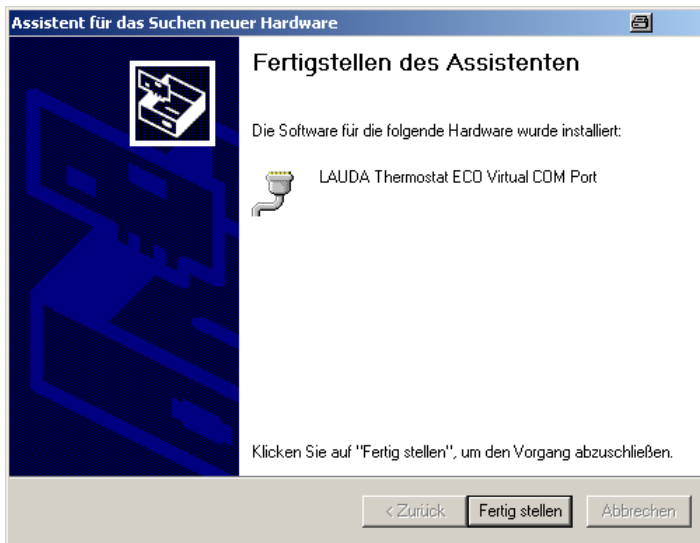 Assistent für das Suchen neuer Hardware
Fertigstellen des Assistenten
Die Software für die folgende Hardware wurde installiert:
LAUDA Thermostat ECO Virtual COM Port
Klicken Sie auf "Fertig stellen", um den Vorgang abzuschließen.
< Zurück
Fertig stellen
Abbrechen